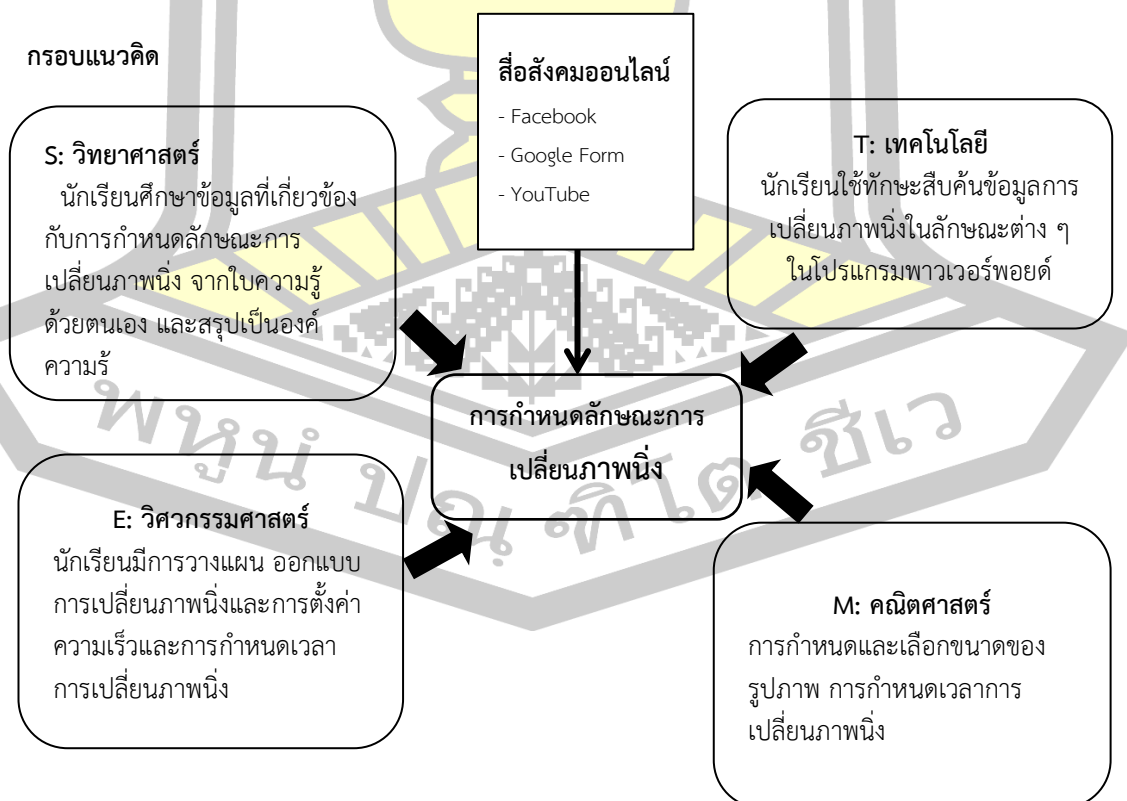 กรอบแนวคิด
สื่อสังคมออนไลน์
- Facebook
- Google Form
- YouTube
S: วิทยาศาสตร์
นักเรียนศึกษาข้อมูลที่เกี่ยวข้อง
กับการกำหนดลักษณะการ
เปลี่ยนภาพนิ่ง จากใบความรู้
ด้วยตนเอง และสรุปเป็นองค์
ความรู้
T: เทคโนโลยี
นักเรียนใช้ทักษะสืบค้นข้อมูลการ
เปลี่ยนภาพนิ่งในลักษณะต่าง ๆ
ในโปรแกรมพาวเวอร์พอยด์
การกำหนดลักษณะการ
เปลี่ยนภาพนิ่ง
E: วิศวกรรมศาสตร์
นักเรียนมีการวางแผน ออกแบบ
การเปลี่ยนภาพนิ่งและการตั้งค่า
ความเร็วและการกำหนดเวลา
การเปลี่ยนภาพนิ่ง
M: คณิตศาสตร์
การกำหนดและเลือกขนาดของ
รูปภาพ การกำหนดเวลาการ
เปลี่ยนภาพนิ่ง
พหูนํ ปณฺฑิโต ชีเว